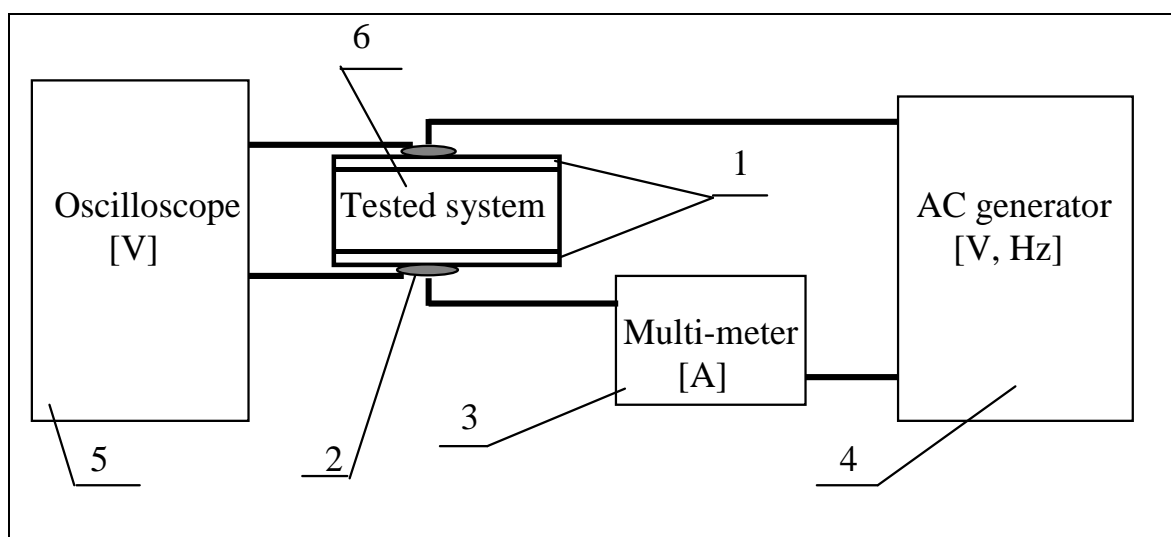 6
1
Oscilloscope
[V]
Tested system
AC generator
[V, Hz]
Multi-meter
[A]
3
5
2
4